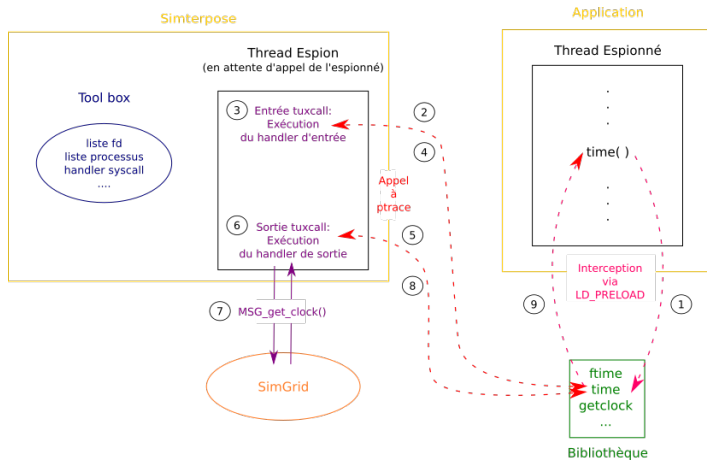 Simterpose
Application
Thread Espion
(en attente d'appel de l'espionné)
Thread Espionné
Tool box
liste fd
liste processus
handler syscall
....
3
Entrée tuxcall:
Exécution
du handler d'entrée
2
4
Appel
à
ptrace
.
.
.
time( )
.
.
.
6
Sortie tuxcall:
Exécution
du handler de sortie
5
8
Interception
via
LD_PRELOAD
7
MSG_get_clock()
9
1
SimGrid
ftime
time
getclock
...
Bibliothèque